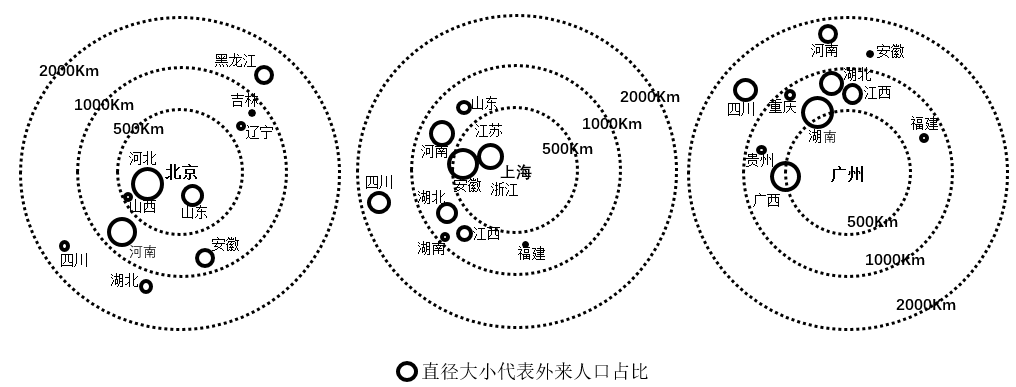 黑龙江
2000Km
吉林
1000Km
500Km
辽宁
河北
北京
山西
山东
河南
安徽
四川
湖北
2000Km
山东
1000Km
江苏
500Km
河南
上海
安徽
浙江
四川
湖北
江西
湖南
福建
河南
安徽
湖北
江西
四川
重庆
湖南
福建
贵州
广州
广西
500Km
1000Km
2000Km
直径大小代表外来人口占比